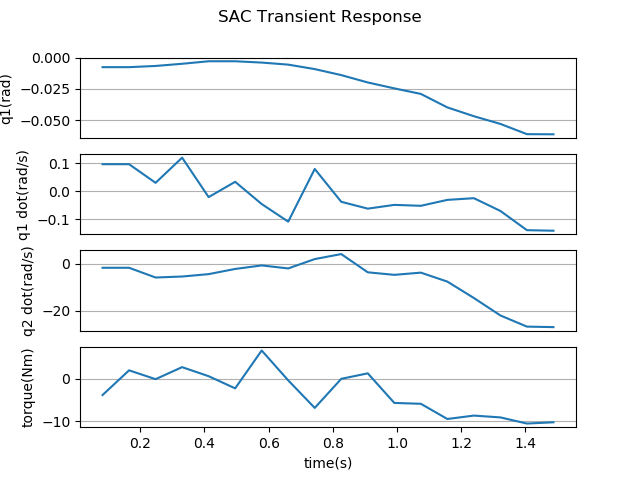 SAC Transient Response
0.000
−0.025
−0.050
q1(rad)
0.1
0.0
−0.1
q1 dot(rad/s)
0
−20
q2 dot(rad/s)
0
−10
torque(Nm)
0.2 0.4 0.6 0.8 1.0 1.2 1.4
time(s)